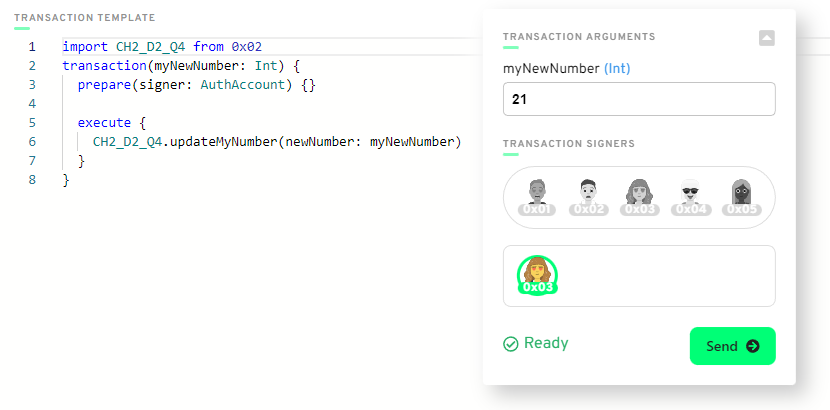 TRANSACTION TEMPLATE
1 import CH2_D2_Q4 from 0x02
2 transaction(myNewNumber: Int) {
3 prepare(signer: AuthAccount) {}
4
5 execute {
6 CH2_D2_Q4.updateMyNumber(newNumber: myNewNumber)
7 }
8 }
TRANSACTION ARGUMENTS
myNewNumber (Int)
21
TRANSACTION SIGNERS
0x01 0x02 0x03 0x04 0x05
0x03
Ready
Send